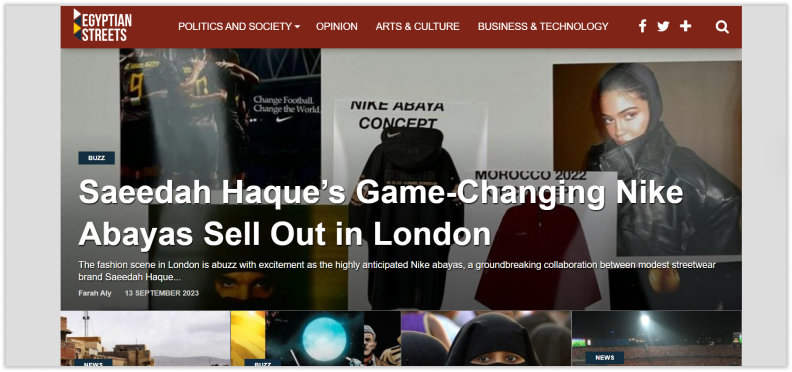 EGYPTIAN
STREETS
POLITICS AND SOCIETY OPINION ARTS & CULTURE BUSINESS & TECHNOLOGY
Change Football.
Change the World.
NIKE ABAYA
CONCEPT
MOROCCO 2022
BUZZ
Saeedah Haque’s Game-Changing Nike
Abayas Sell Out in London
The fashion scene in London is abuzz with excitement as the highly anticipated Nike abayas, a groundbreaking collaboration between modest streetwear
brand Saeedah Haque...
Farah Aly 13 SEPTEMBER 2023
NEWS BUZZ NEWS